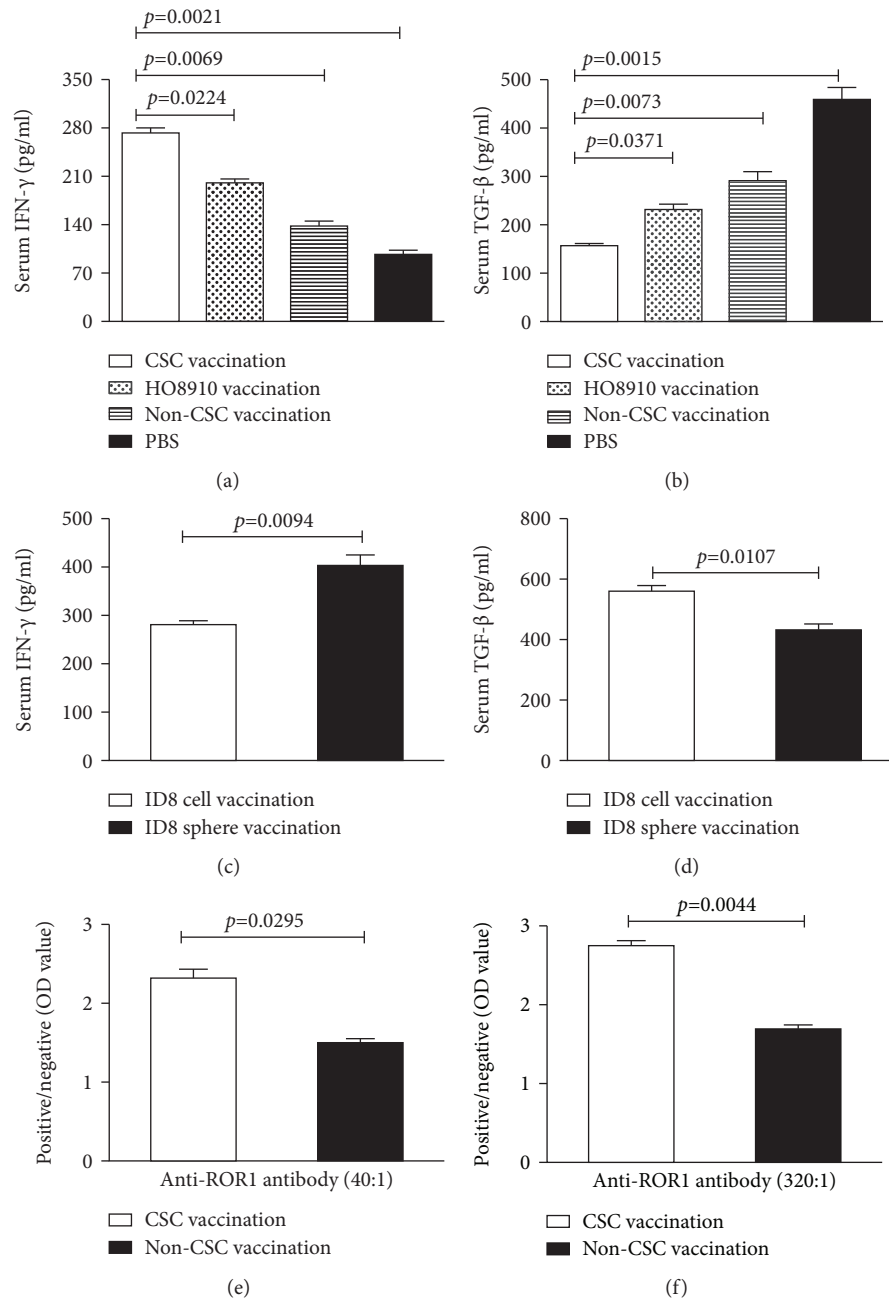 p=0.0021
p=0.0069
p=0.0224
350
280
210
140
70
0
Serum IFN-γ (pg/ml)
CSC vaccination
HO8910 vaccination
Non-CSC vaccination
PBS
(a)
p=0.0015
p=0.0073
p=0.0371
500
400
300
200
100
0
Serum TGF-β (pg/ml)
CSC vaccination
HO8910 vaccination
Non-CSC vaccination
PBS
(b)
p=0.0094
500
400
300
200
100
0
Serum IFN-γ (pg/ml)
ID8 cell vaccination
ID8 sphere vaccination
(c)
p=0.0107
800
600
400
200
0
Serum TGF-β (pg/ml)
ID8 cell vaccination
ID8 sphere vaccination
(d)
p=0.0295
3
2
1
0
Positive/negative (OD value)
Anti-ROR1 antibody (40:1)
CSC vaccination
Non-CSC vaccination
(e)
p=0.0044
3
2
1
0
Positive/negative (OD value)
Anti-ROR1 antibody (320:1)
CSC vaccination
Non-CSC vaccination
(f)